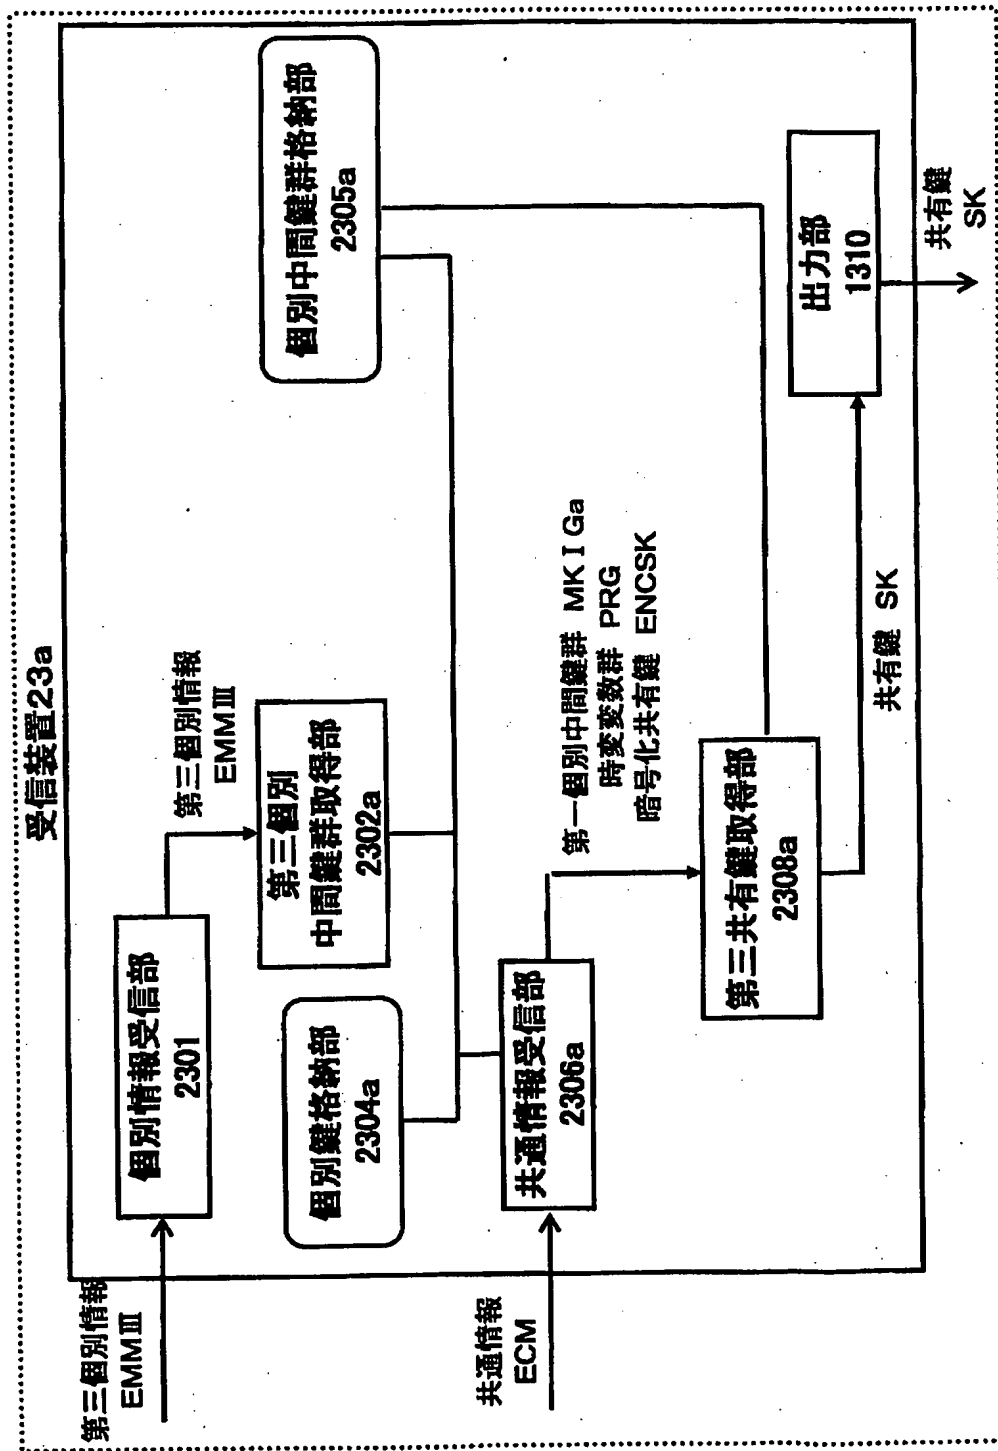 受信装置23a
第三個別情報
EMMⅢ
個別情報受信部
2301
第三個別情報
EMMⅢ
第三個別
中間鍵群取得部
2302a
個別鍵格納部
2304a
個別中間鍵群格納部
2305a
共通情報
ECM
共通情報受信部
2306a
第一個別中間鍵群 MKⅠGa
時変変数群 PRG
暗号化共有鍵 ENCSK
第三共有鍵取得部
2308a
共有鍵 SK
出力部
1310
共有鍵
SK